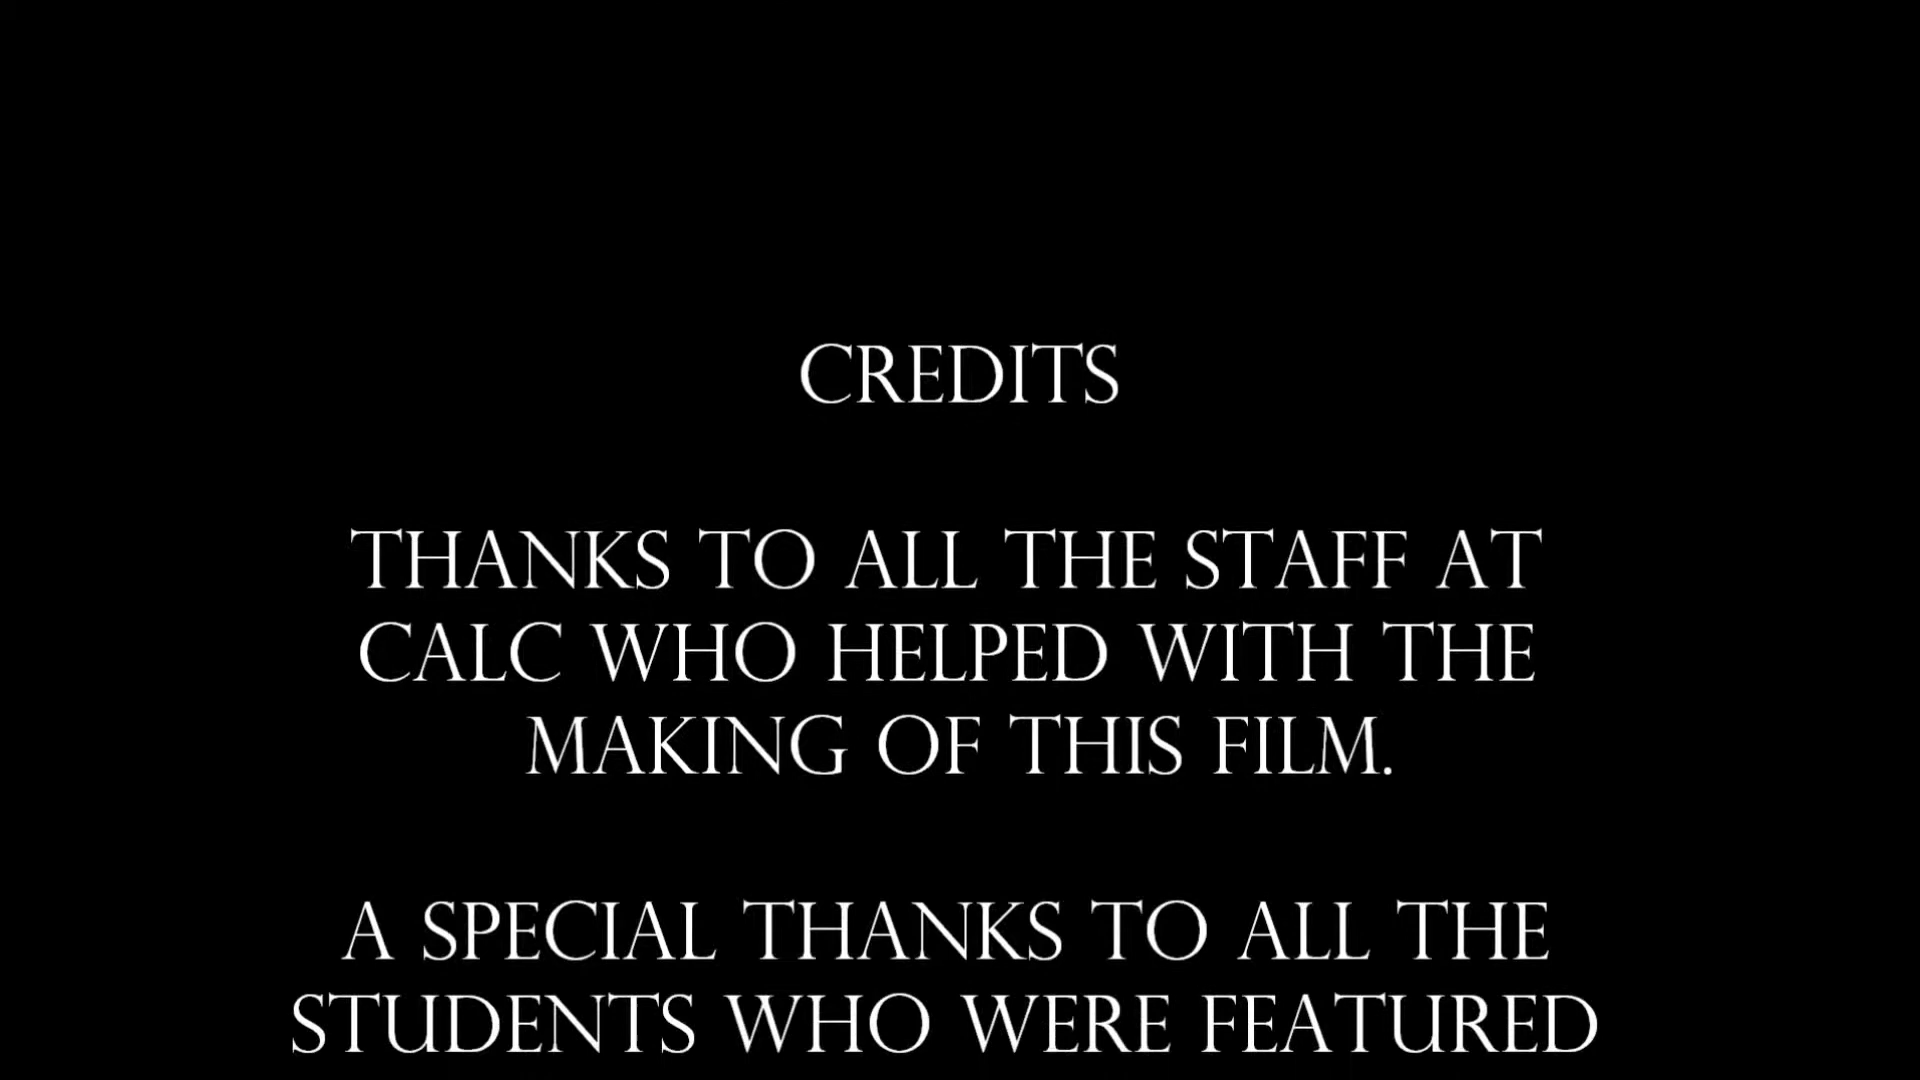 CREDITS
THANKS TO ALL THE STAFF AT
CALC WHO HELPED WITH THE
MAKING OF THIS FILM.
A SPECIAL THANKS TO ALL THE
STUDENTS WHO WERE FEATURED